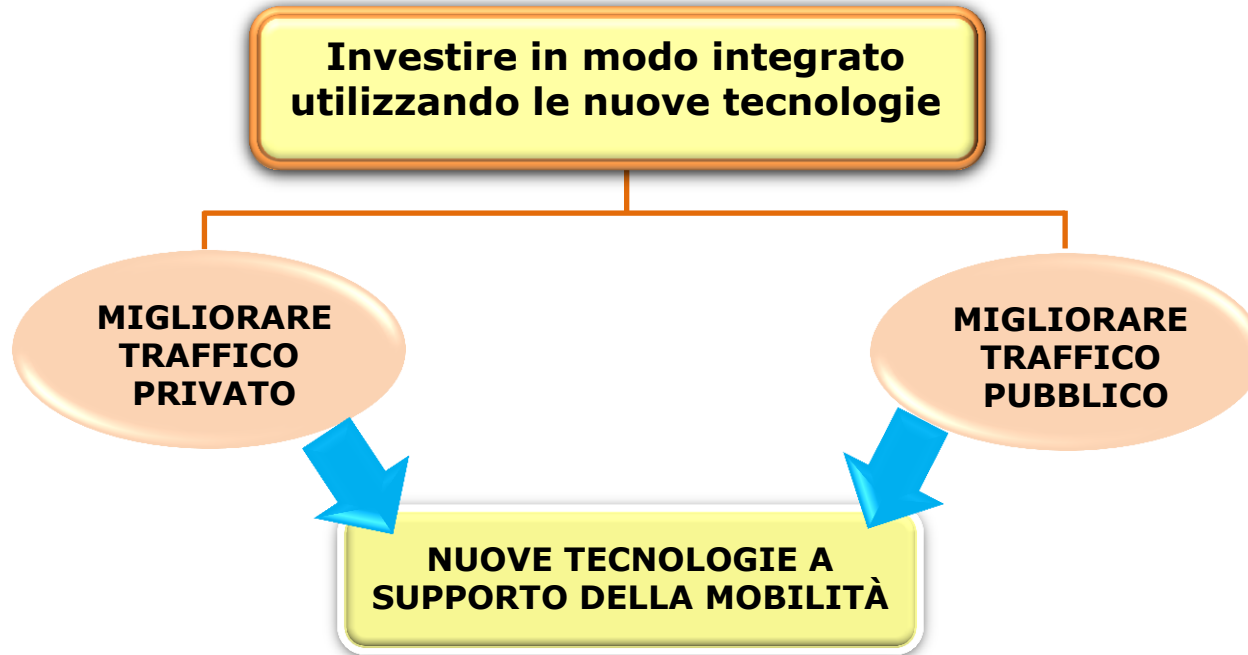 Investire in modo integrato
utilizzando le nuove tecnologie
MIGLIORARE
TRAFFICO
PRIVATO
MIGLIORARE
TRAFFICO
PUBBLICO
NUOVE TECNOLOGIE A
SUPPORTO DELLA MOBILITÀ